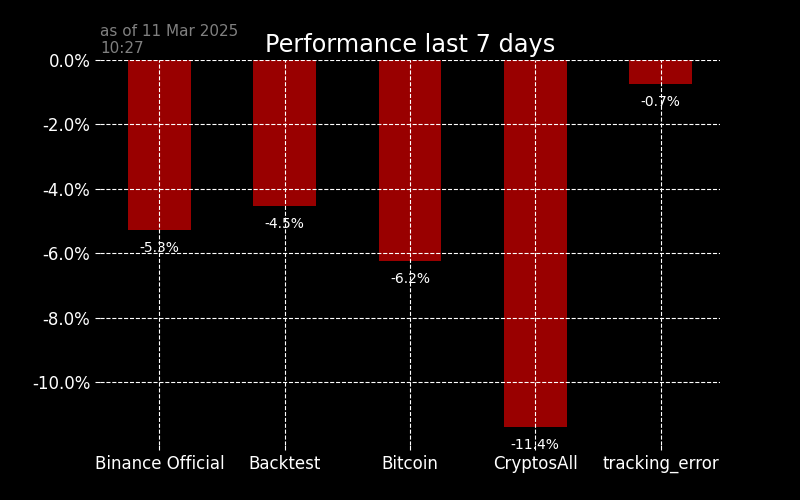 as of 11 Mar 2025
10:27
Performance last 7 days
0.0%
-2.0%
-4.0%
-6.0%
-8.0%
-10.0%
-5.3%
-4.5%
-6.2%
-11.4%
-0.7%
Binance Official
Backtest
Bitcoin
CryptosAll
tracking_error